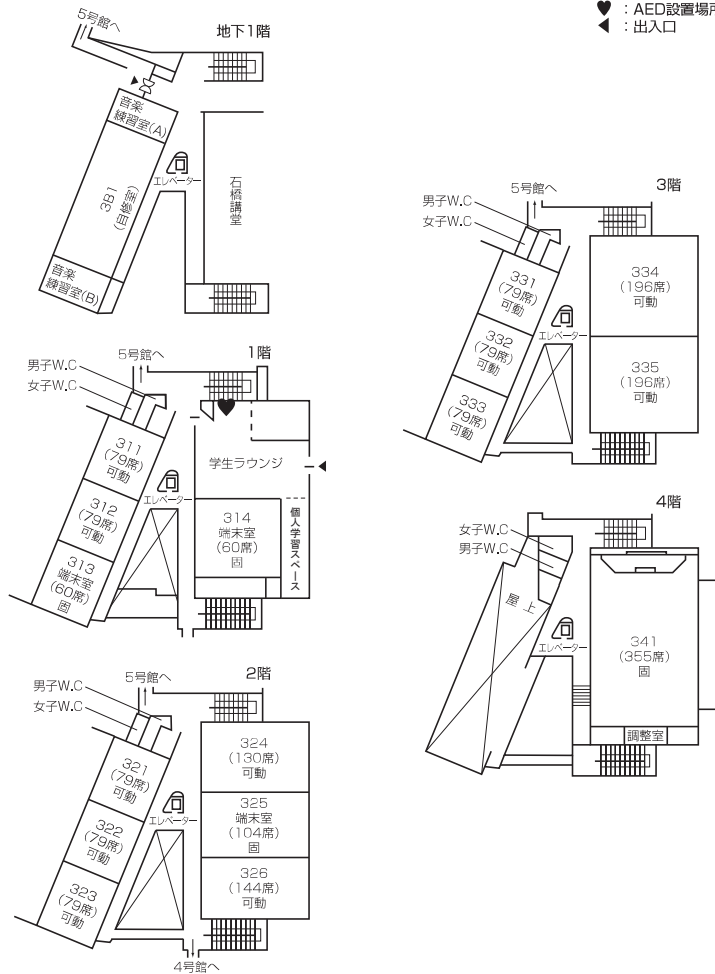 ♥：AED設置場所
◀：出入口
地下1階
5号館へ
音楽
練習室(A)
エレベーター
3B1
(自修室)
石橋講堂
音楽
練習室(B)
1階
5号館へ
男子W.C
女子W.C
311
(79席)
可動
学生ラウンジ
エレベーター
312
(79席)
可動
314
端末室
(60席)
固
個人学習スペース
313
端末室
(60席)
固
2階
5号館へ
男子W.C
女子W.C
324
(130席)
可動
321
(79席)
可動
325
端末室
(104席)
固
エレベーター
322
(79席)
可動
326
(144席)
可動
323
(79席)
可動
4号館へ
3階
5号館へ
男子W.C
女子W.C
331
(79席)
可動
334
(196席)
可動
エレベーター
332
(79席)
可動
335
(196席)
可動
333
(79席)
可動
4階
女子W.C
男子W.C
屋上
エレベーター
341
(355席)
固
調整室